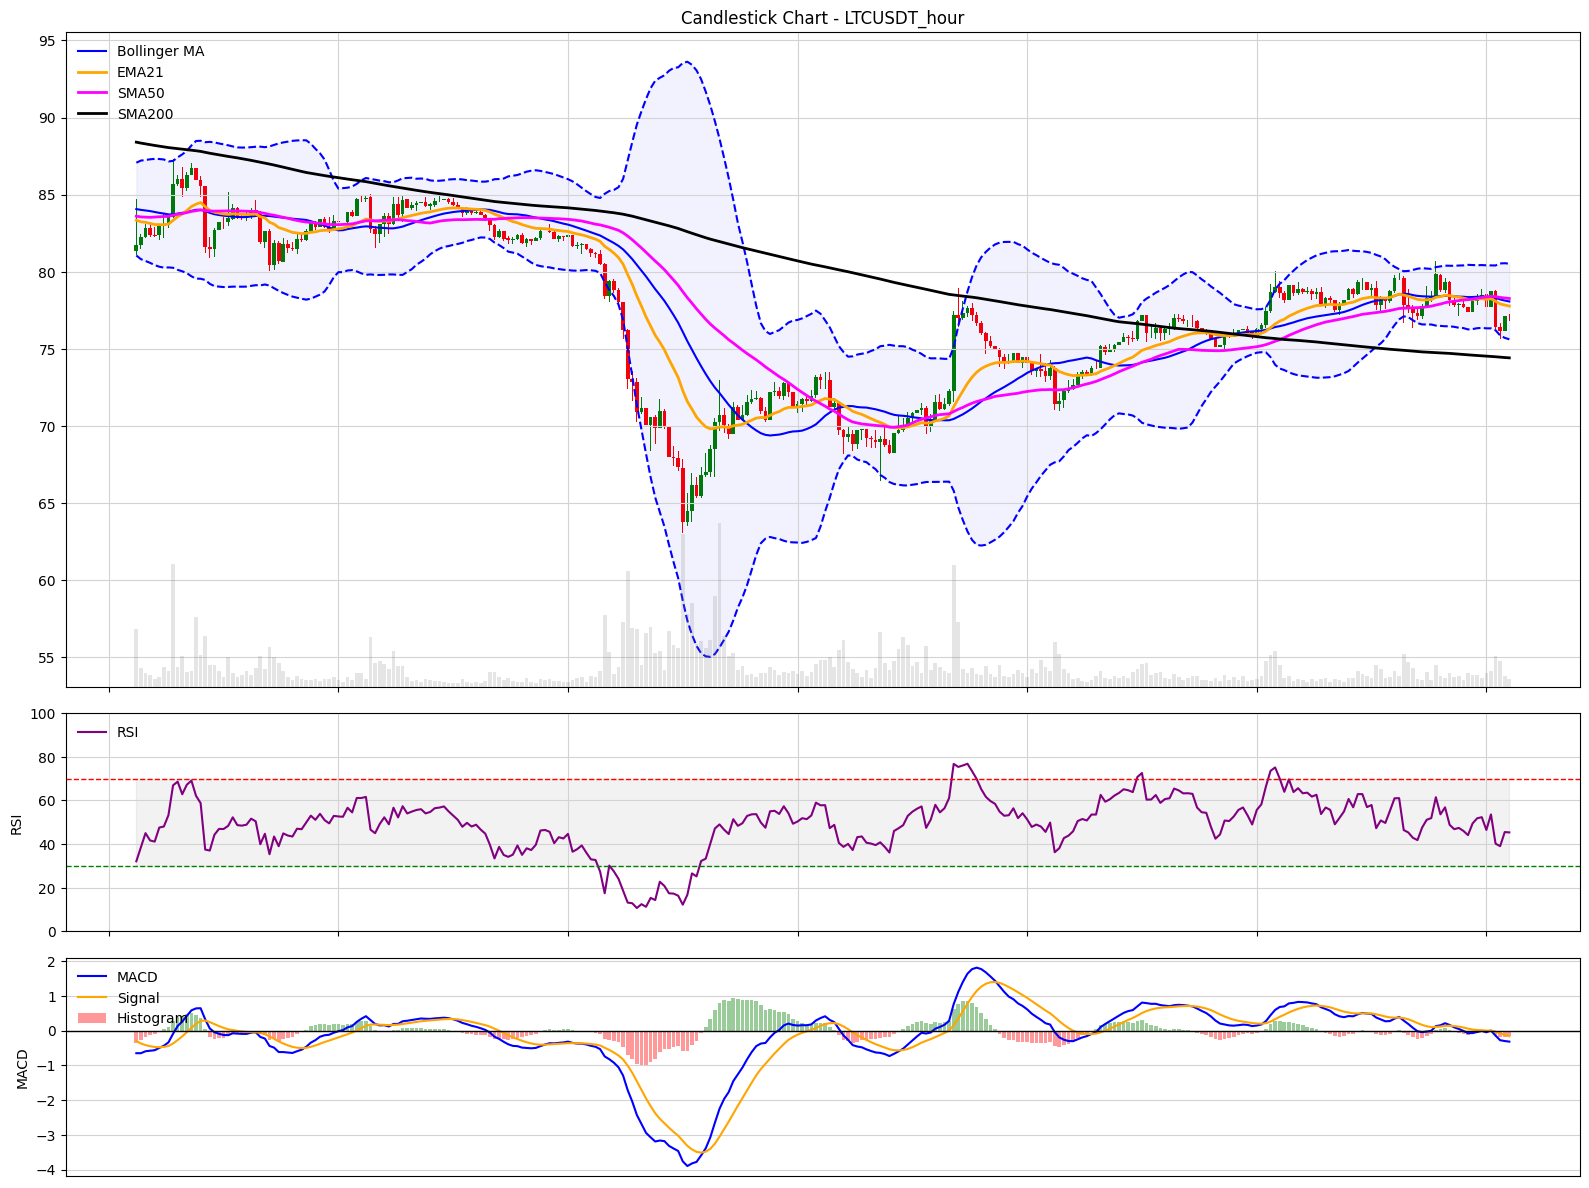 Candlestick Chart - LTCUSDT_hour
95
90
85
80
75
70
65
60
55
Bollinger MA
EMA21
SMA50
SMA200
100
80
60
40
20
0
RSI
RSI
2
1
0
−1
−2
−3
−4
MACD
MACD
Signal
Histogram